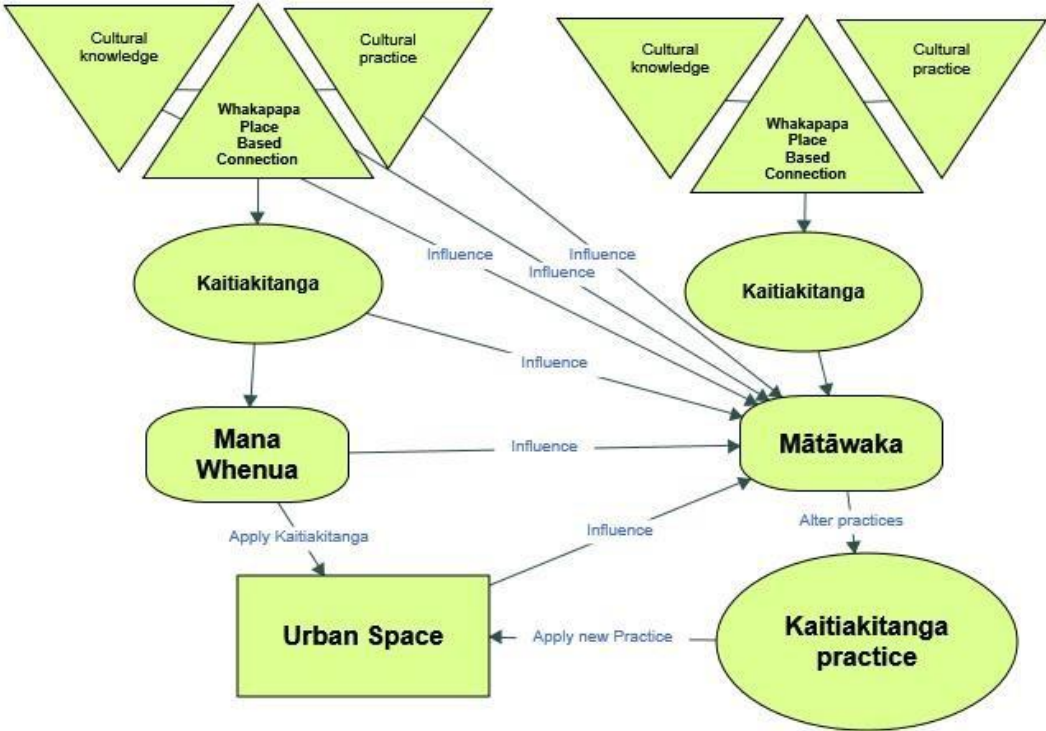 Cultural
knowledge
Cultural
practice
Whakapapa
Place
Based
Connection
Cultural
knowledge
Cultural
practice
Whakapapa
Place
Based
Connection
Kaitiakitanga
Influence
Influence
Influence
Kaitiakitanga
Influence
Mana
Whenua
Influence
Mātāwaka
Apply Kaitiakitanga
Influence
Alter practices
Urban Space
Apply new Practice
Kaitiakitanga
practice